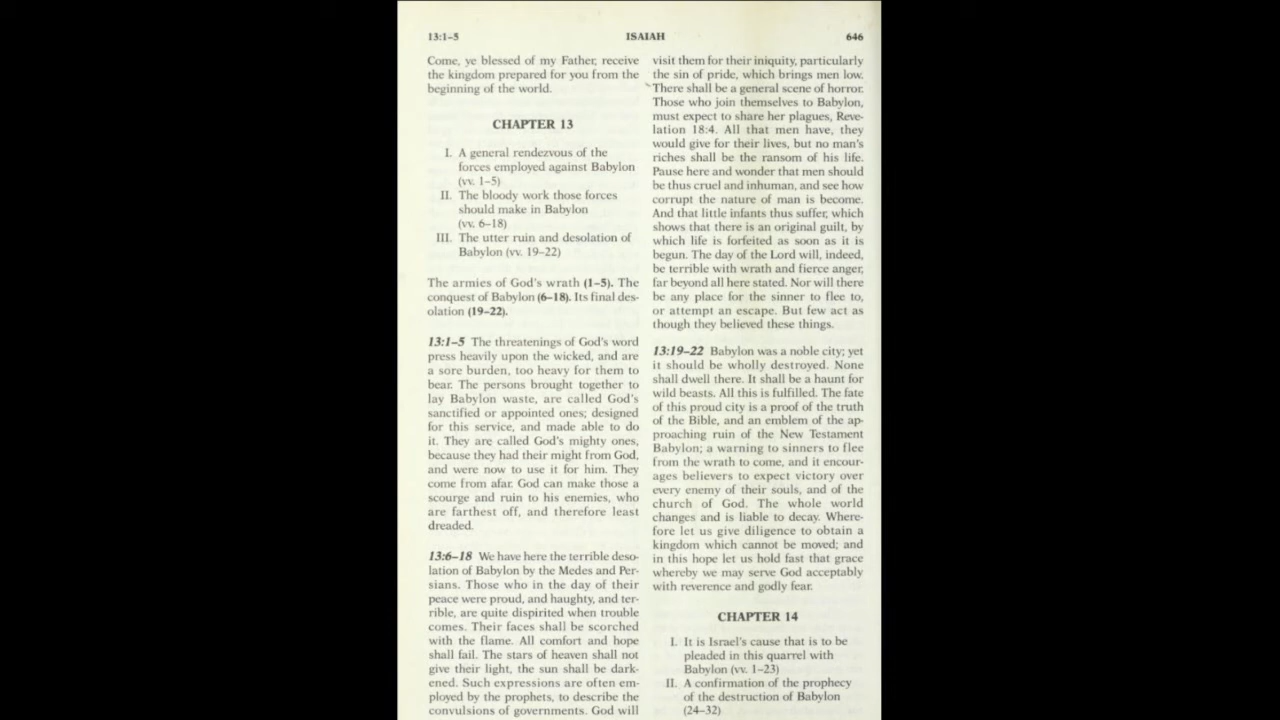 13:1–5 ISAIAH 646
Come, ye blessed of my Father, receive
the kingdom prepared for you from the
beginning of the world.
CHAPTER 13
I. A general rendezvous of the
forces employed against Babylon
(vv. 1–5)
II. The bloody work those forces
should make in Babylon
(vv. 6–18)
III. The utter ruin and desolation of
Babylon (vv. 19–22)
The armies of God's wrath (1–5). The
conquest of Babylon (6–18). Its final des-
olation (19–22).
13:1–5 The threatenings of God's word
press heavily upon the wicked, and are
a sore burden, too heavy for them to
bear. The persons brought together to
lay Babylon waste, are called God's
sanctified or appointed ones; designed
for this service, and made able to do
it. They are called God's mighty ones,
because they had their might from God,
and were now to use it for him. They
come from afar. God can make those a
scourge and ruin to his enemies, who
are farthest off, and therefore least
dreaded.
13:6–18 We have here the terrible deso-
lation of Babylon by the Medes and Per-
sians. Those who in the day of their
peace were proud, and haughty, and ter-
rible, are quite dispirited when trouble
comes. Their faces shall be scorched
with the flame. All comfort and hope
shall fail. The stars of heaven shall not
give their light, the sun shall be dark-
ened. Such expressions are often em-
ployed by the prophets, to describe the
convulsions of governments. God will
visit them for their iniquity, particularly
the sin of pride, which brings men low.
There shall be a general scene of horror.
Those who join themselves to Babylon,
must expect to share her plagues, Reve-
lation 18:4. All that men have, they
would give for their lives, but no man's
riches shall be the ransom of his life.
Pause here and wonder that men should
be thus cruel and inhuman, and see how
corrupt the nature of man is become.
And that little infants thus suffer, which
shows that there is an original guilt, by
which life is forfeited as soon as it is
begun. The day of the Lord will, indeed,
be terrible with wrath and fierce anger,
far beyond all here stated. Nor will there
be any place for the sinner to flee to,
or attempt an escape. But few act as
though they believed these things.
13:19–22 Babylon was a noble city; yet
it should be wholly destroyed. None
shall dwell there. It shall be a haunt for
wild beasts. All this is fulfilled. The fate
of this proud city is a proof of the truth
of the Bible, and an emblem of the ap-
proaching ruin of the New Testament
Babylon; a warning to sinners to flee
from the wrath to come, and it encour-
ages believers to expect victory over
every enemy of their souls, and of the
church of God. The whole world
changes and is liable to decay. Where-
fore let us give diligence to obtain a
kingdom which cannot be moved; and
in this hope let us hold fast that grace
whereby we may serve God acceptably
with reverence and godly fear.
CHAPTER 14
I. It is Israel's cause that is to be
pleaded in this quarrel with
Babylon (vv. 1–23)
II. A confirmation of the prophecy
of the destruction of Babylon
(24–32)